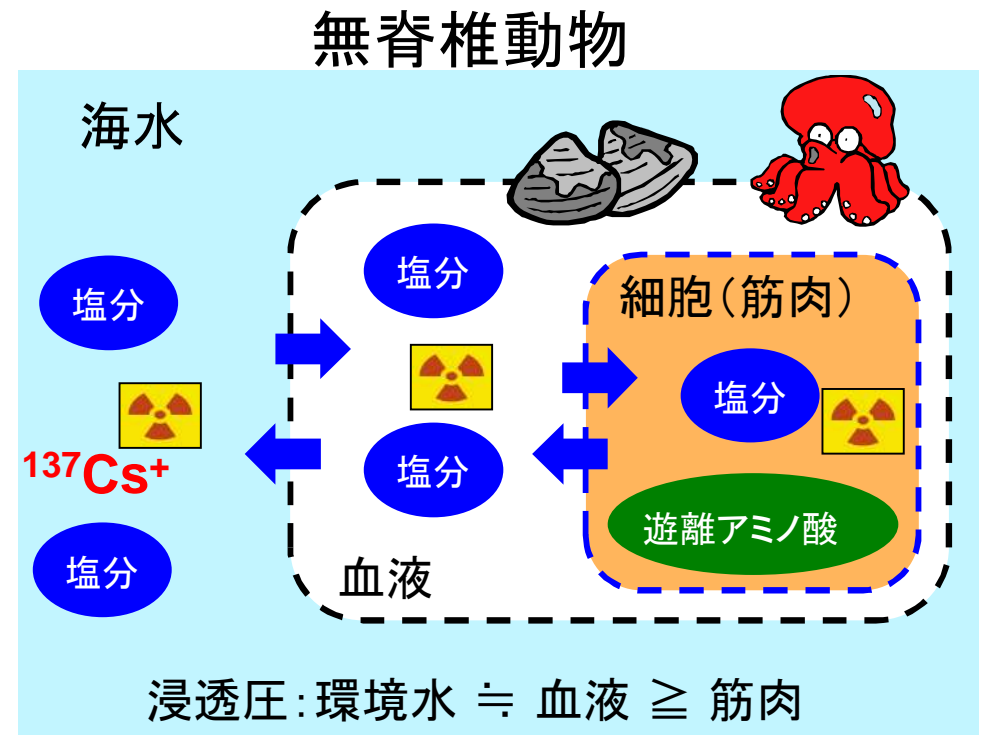 無脊椎動物
海水
塩分
塩分
細胞（筋肉）
塩分
137Cs+
塩分
遊離アミノ酸
塩分
血液
浸透圧：環境水 ≒ 血液 ≧ 筋肉